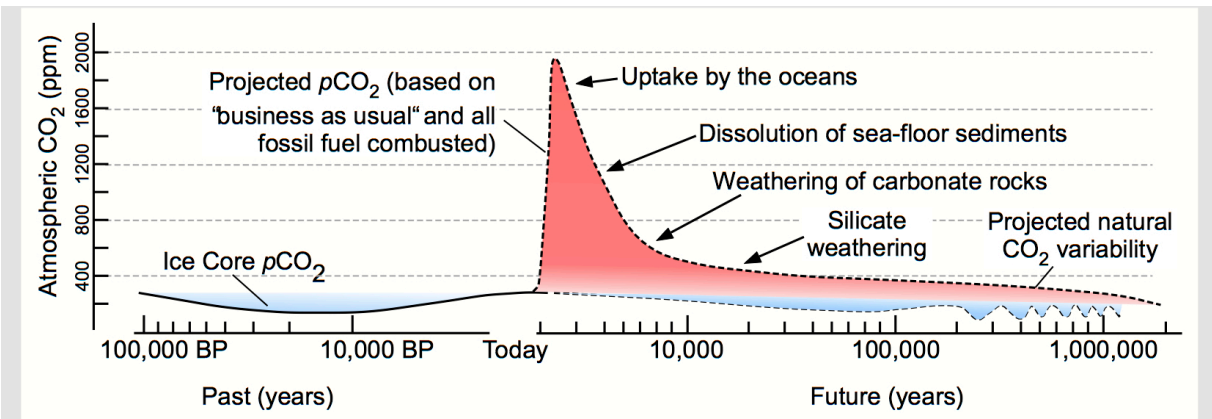 Atmospheric CO2 (ppm)
2000
1600
1200
800
400
Projected pCO2 (based on
“business as usual“ and all
fossil fuel combusted)
Uptake by the oceans
Dissolution of sea-floor sediments
Weathering of carbonate rocks
Silicate
weathering
Projected natural
CO2 variability
Ice Core pCO2
100,000 BP
10,000 BP
Today
10,000
100,000
1,000,000
Past (years)
Future (years)